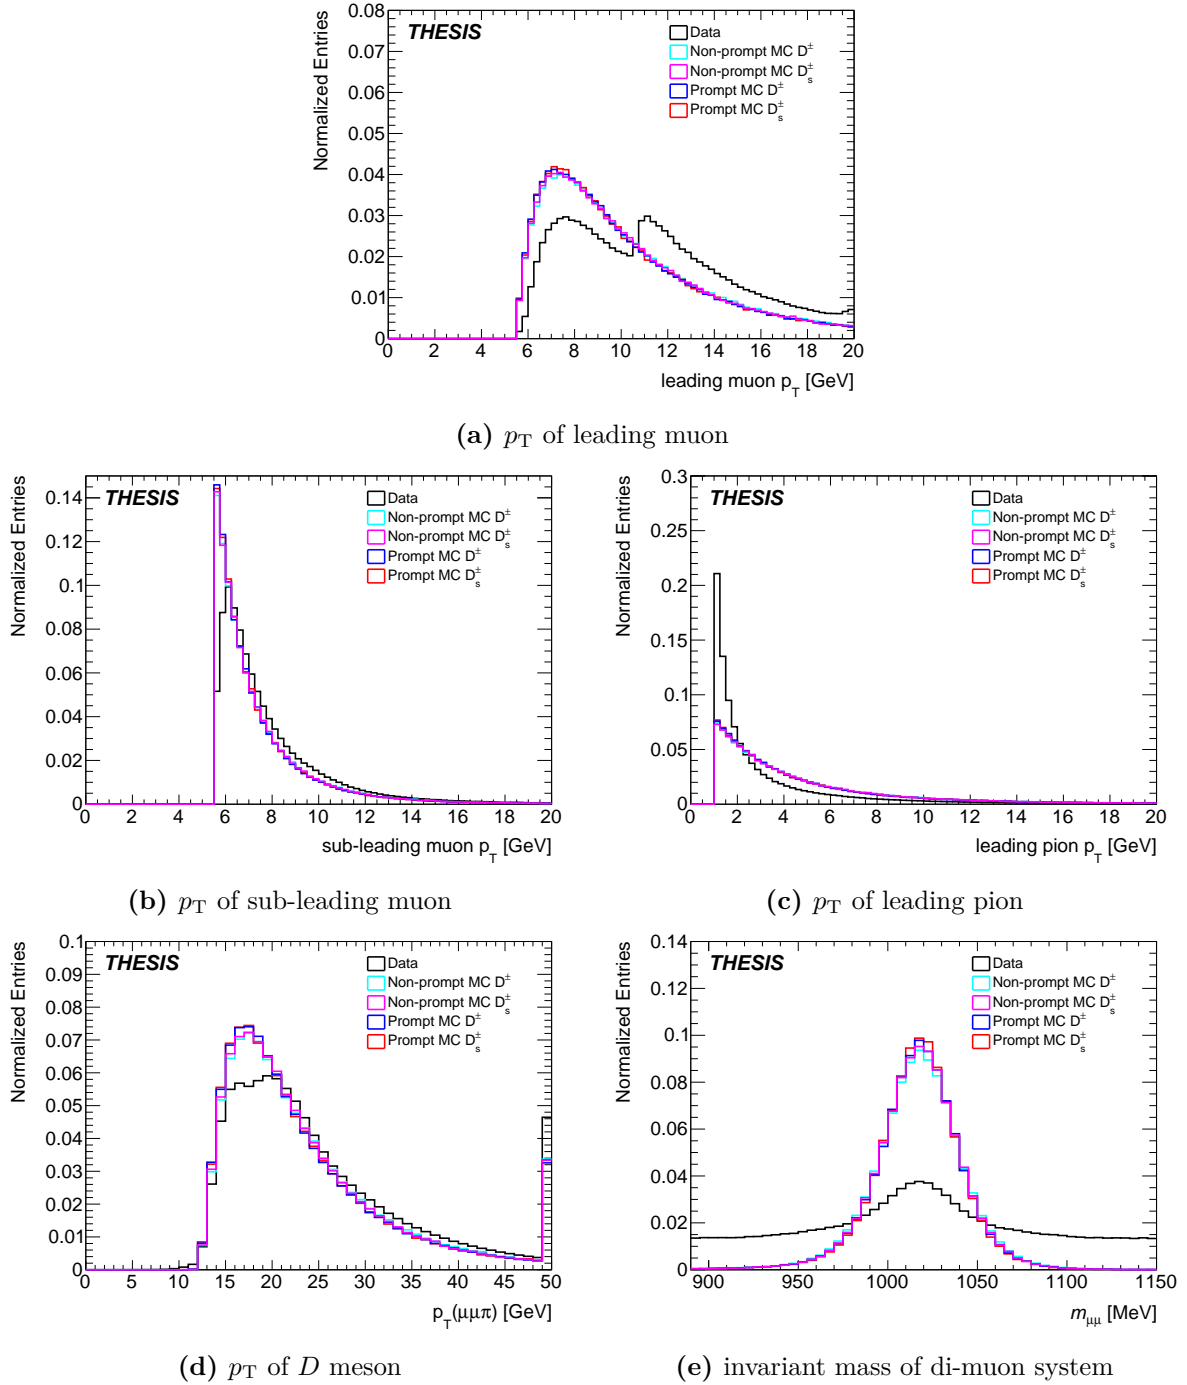 THESIS
Normalized Entries
0.08
0.07
0.06
0.05
0.04
0.03
0.02
0.01
0
Data
Non-prompt MC D±
Non-prompt MC D±s
Prompt MC D±
Prompt MC D±s
0 2 4 6 8 10 12 14 16 18 20
leading muon pT [GeV]
(a) pT of leading muon
THESIS
Normalized Entries
0.14
0.12
0.1
0.08
0.06
0.04
0.02
0
Data
Non-prompt MC D±
Non-prompt MC D±s
Prompt MC D±
Prompt MC D±s
0 2 4 6 8 10 12 14 16 18 20
sub-leading muon pT [GeV]
(b) pT of sub-leading muon
THESIS
Normalized Entries
0.3
0.25
0.2
0.15
0.1
0.05
0
Data
Non-prompt MC D±
Non-prompt MC D±s
Prompt MC D±
Prompt MC D±s
0 2 4 6 8 10 12 14 16 18 20
leading pion pT [GeV]
(c) pT of leading pion
THESIS
Normalized Entries
0.1
0.09
0.08
0.07
0.06
0.05
0.04
0.03
0.02
0.01
0
Data
Non-prompt MC D±
Non-prompt MC D±s
Prompt MC D±
Prompt MC D±s
0 5 10 15 20 25 30 35 40 45 50
pT(μμπ) [GeV]
(d) pT of D meson
THESIS
Normalized Entries
0.14
0.12
0.1
0.08
0.06
0.04
0.02
0
Data
Non-prompt MC D±
Non-prompt MC D±s
Prompt MC D±
Prompt MC D±s
900 950 1000 1050 1100 1150
mμμ [MeV]
(e) invariant mass of di-muon system